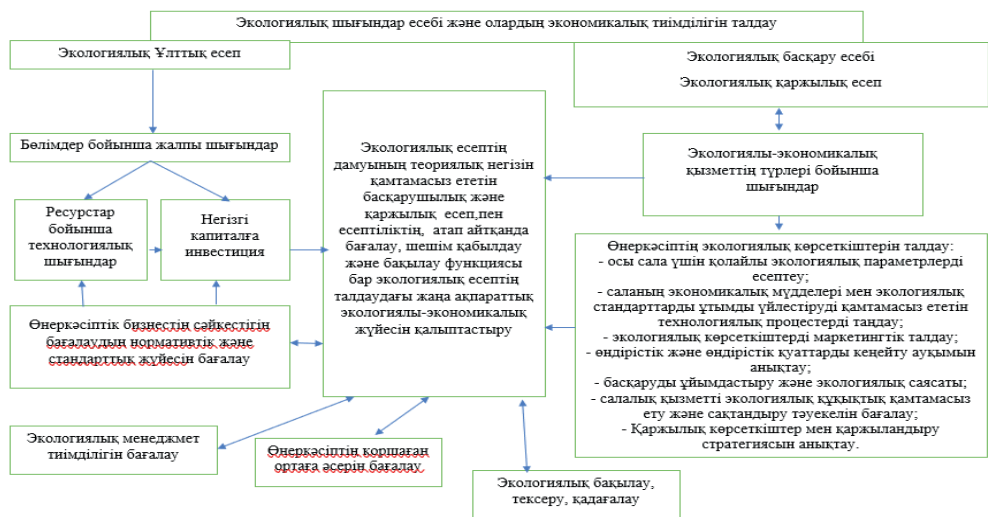 Экологиялық шығындар есебі және олардың экономикалық тиімділігін талдау
Экологиялық Ұлттық есеп
Экологиялық басқару есебі
Экологиялық қаржылық есеп
Бөлімдер бойынша жалпы шығындар
Экологиялы-экономикалық
қызметтің түрлері бойынша
шығындар
Ресурстар
бойынша
технологиялық
шығындар
Негізгі
капиталға
инвестиция
Экологиялық есептің
дамуының теориялық негізін
қамтамасыз ететін
басқарушылық және
қаржылық есеп,пен
есептіліктің, атап айтқанда
бағалау, шешім қабылдау
және бақылау функциясы
бар экологиялық есептің
талдаудағы жаңа ақпараттық
экологиялы-экономикалық
жүйесін қалыптастыру
Өнеркәсіптің экологиялық көрсеткіштерін талдау:
- осы сала үшін қолайлы экологиялық параметрлерді
есептеу;
- саланың экономикалық мүдделері мен экологиялық
стандарттарды ұтымды үйлестіруді қамтамасыз ететін
технологиялық процестерді таңдау;
- экологиялық көрсеткіштерді маркетингтік талдау;
- өндірістік және өндірістік қуаттарды кеңейту ауқымын
анықтау;
- басқаруды ұйымдастыру және экологиялық саясаты;
- салалық қызметті экологиялық құқықтық қамтамасыз
ету және сақтандыру тәуекелін бағалау;
- Қаржылық көрсеткіштер мен қаржыландыру
стратегиясын анықтау.
Өнеркәсіптік бизнестің сәйкестігін
бағалаудың нормативтік және
стандарттық жүйесін бағалау
Экологиялық менеджмет
тиімділігін бағалау
Өнеркәсіптің қоршаған
ортаға әсерін бағалау.
Экологиялық бақылау,
тексеру, қадағалау